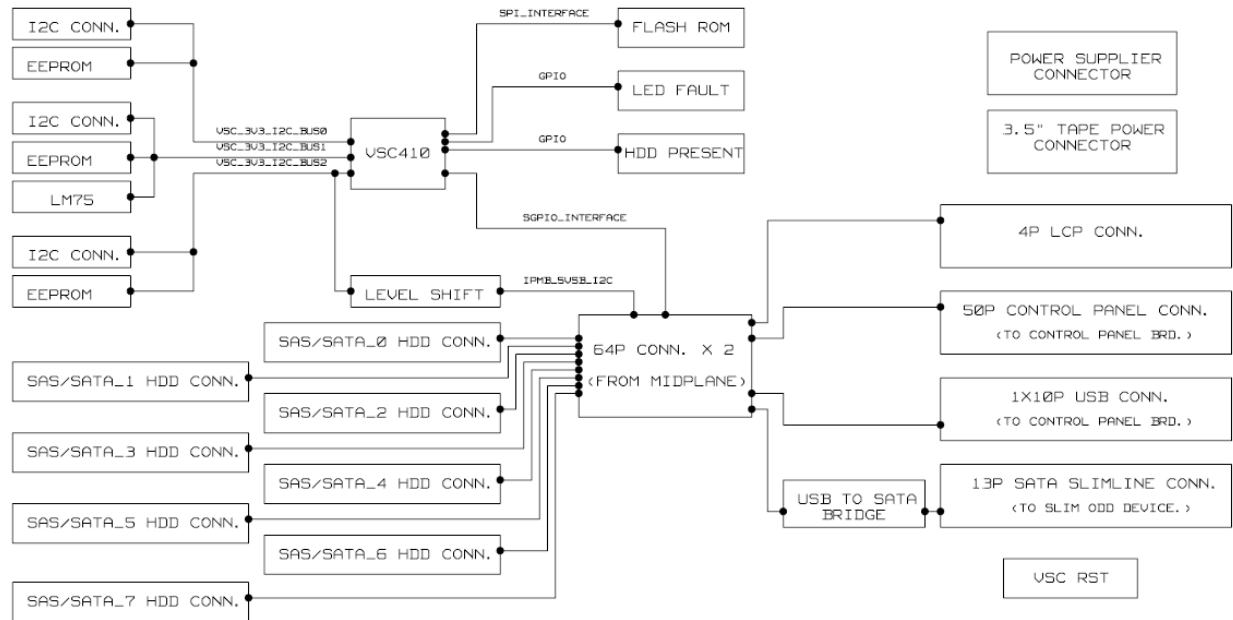 I2C CONN.
EEPROM
I2C CONN.
EEPROM
LM75
I2C CONN.
EEPROM
VSC_3V3_I2C_BUS0
VSC_3V3_I2C_BUS1
VSC_3V3_I2C_BUS2
VSC410
SPI_INTERFACE
FLASH ROM
GPIO
LED FAULT
GPIO
HDD PRESENT
SGPIO_INTERFACE
LEVEL SHIFT
IPMB_5VSB_I2C
POWER SUPPLIER
CONNECTOR
3.5" TAPE POWER
CONNECTOR
SAS/SATA_0 HDD CONN.
SAS/SATA_1 HDD CONN.
SAS/SATA_2 HDD CONN.
SAS/SATA_3 HDD CONN.
SAS/SATA_4 HDD CONN.
SAS/SATA_5 HDD CONN.
SAS/SATA_6 HDD CONN.
SAS/SATA_7 HDD CONN.
64P CONN. X 2
(FROM MIDPLANE)
4P LCP CONN.
50P CONTROL PANEL CONN.
(TO CONTROL PANEL BRD.)
1X10P USB CONN.
(TO CONTROL PANEL BRD.)
USB TO SATA
BRIDGE
13P SATA SLIMLINE CONN.
(TO SLIM ODD DEVICE.)
VSC RST